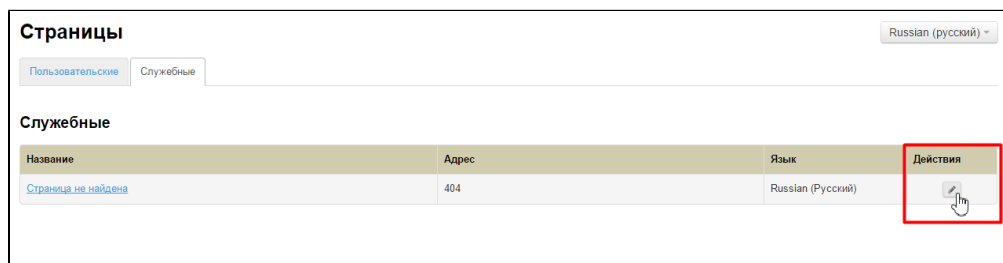 Страницы
Russian (русский)
Пользовательские Служебные
Служебные
Название Адрес Язык Действия
Страница не найдена 404 Russian (Русский)